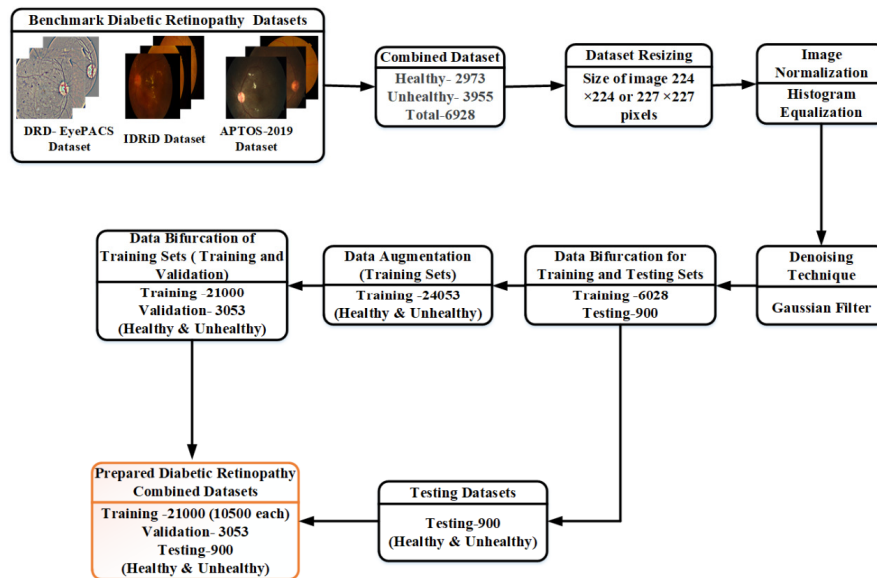 Benchmark Diabetic Retinopathy Datasets
DRD- EyePACS
Dataset
IDRiD Dataset
APTOS-2019
Dataset
Combined Dataset
Healthy- 2973
Unhealthy- 3955
Total-6928
Dataset Resizing
Size of image 224
×224 or 227 ×227
pixels
Image
Normalization
Histogram
Equalization
Denoising
Technique
Gaussian Filter
Data Bifurcation for
Training and Testing Sets
Training -6028
Testing-900
Data Augmentation
(Training Sets)
Training -24053
(Healthy & Unhealthy)
Data Bifurcation of
Training Sets ( Training and
Validation)
Training -21000
Validation- 3053
(Healthy & Unhealthy)
Testing Datasets
Testing-900
(Healthy & Unhealthy)
Prepared Diabetic Retinopathy
Combined Datasets
Training -21000 (10500 each)
Validation- 3053
Testing-900
(Healthy & Unhealthy)